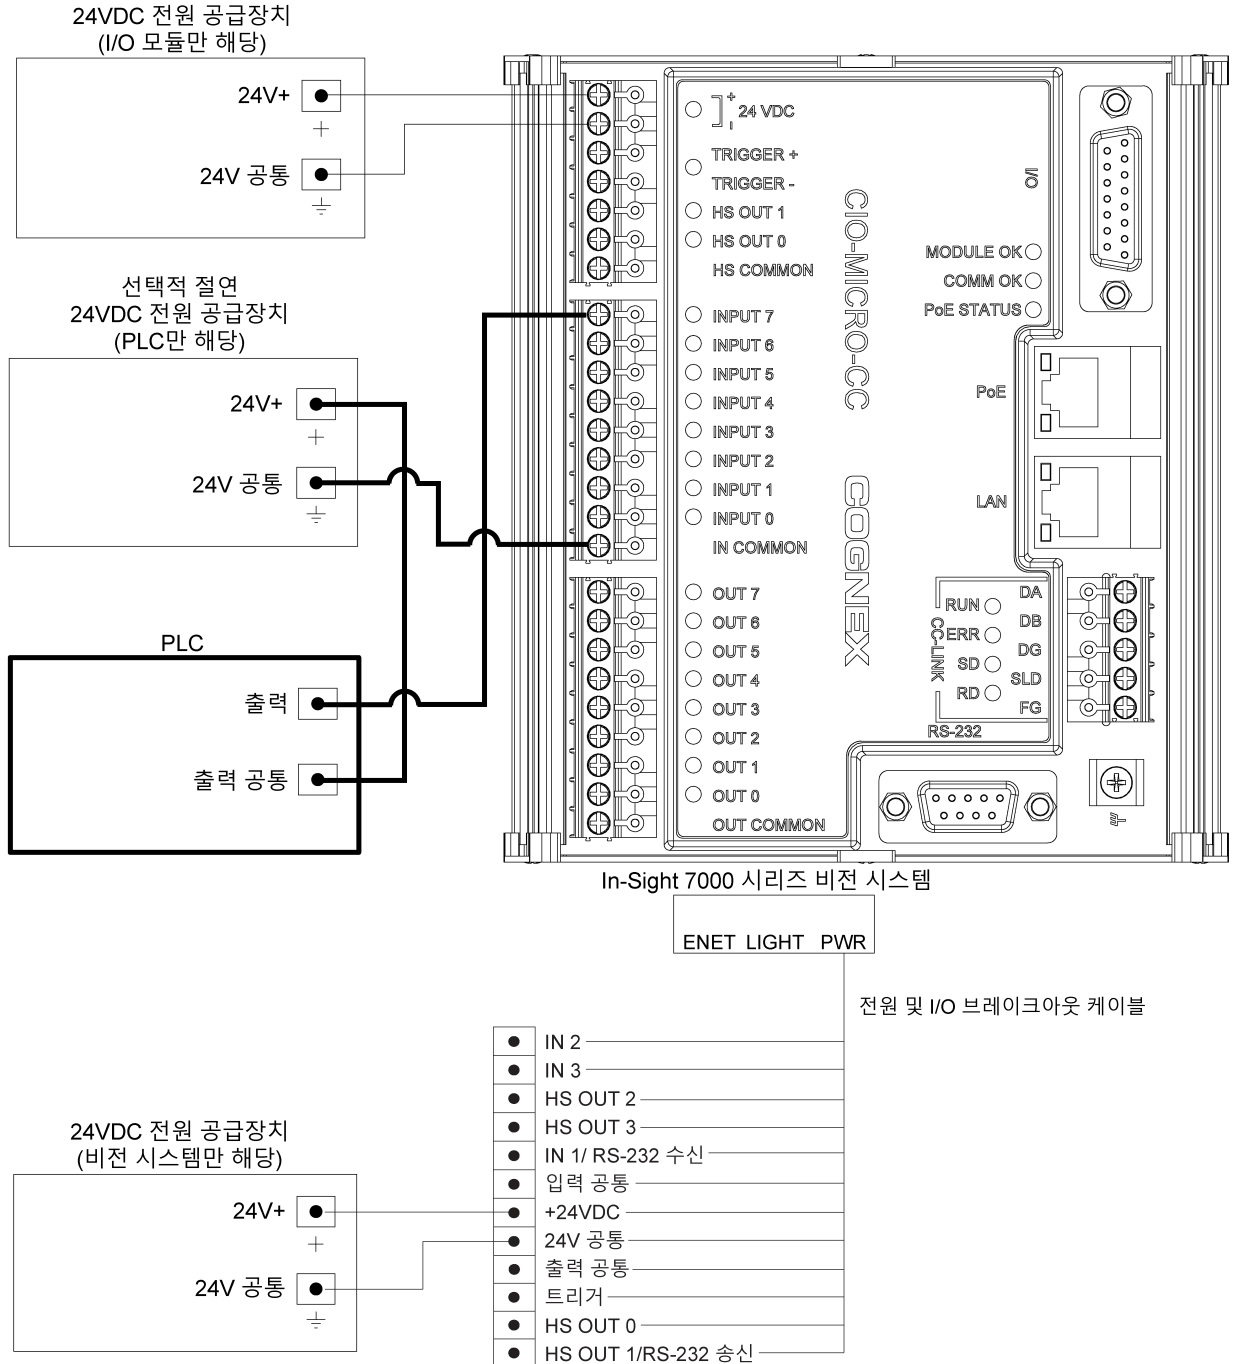 24VDC 전원 공급장치
(I/O 모듈만 해당)
24V+
24V 공통
선택적 절연
24VDC 전원 공급장치
(PLC만 해당)
24V+
24V 공통
PLC
출력
출력 공통
+ 24 VDC
-
TRIGGER +
TRIGGER -
HS OUT 1
HS OUT 0
HS COMMON
INPUT 7
INPUT 6
INPUT 5
INPUT 4
INPUT 3
INPUT 2
INPUT 1
INPUT 0
IN COMMON
OUT 7
OUT 6
OUT 5
OUT 4
OUT 3
OUT 2
OUT 1
OUT 0
OUT COMMON
CIO-MICRO-CC
COGNEX
I/O
MODULE OK
COMM OK
PoE STATUS
PoE
LAN
CC-LINK
RUN
ERR
SD
RD
DA
DB
DG
SLD
FG
RS-232
In-Sight 7000 시리즈 비전 시스템
ENET LIGHT PWR
전원 및 I/O 브레이크아웃 케이블
IN 2
IN 3
HS OUT 2
HS OUT 3
IN 1/ RS-232 수신
입력 공통
+24VDC
24V 공통
출력 공통
트리거
HS OUT 0
HS OUT 1/RS-232 송신
24VDC 전원 공급장치
(비전 시스템만 해당)
24V+
24V 공통